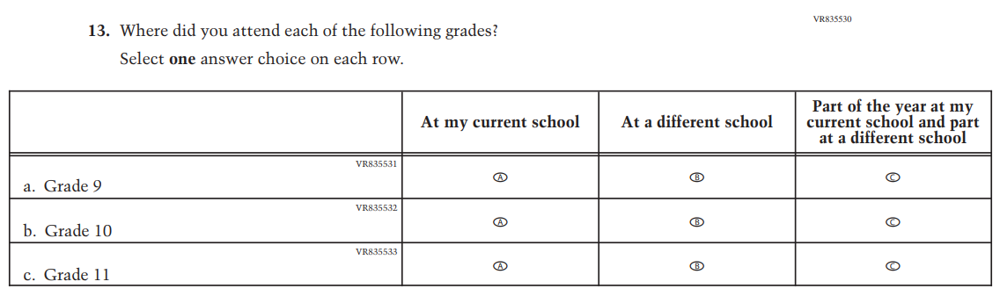 VR835530
13. Where did you attend each of the following grades?
Select one answer choice on each row.
At my current school
At a different school
Part of the year at my
current school and part
at a different school
VR835531
a. Grade 9
A
B
C
VR835532
b. Grade 10
A
B
C
VR835533
c. Grade 11
A
B
C